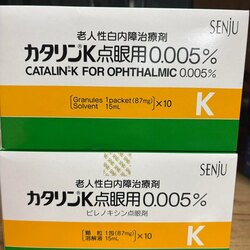 SENJU
老人性白内障治療剤
カタリンK点眼用0.005%
CATALIN-K FOR OPHTHALMIC 0.005%
Granules 1packet(87mg)
Solvent 15mL
×10
K
SENJU
老人性白内障治療剤
カタリンK点眼用0.005%
ピレノキシン点眼剤
顆粒 1包(87mg)
溶解液 15mL
×10
K